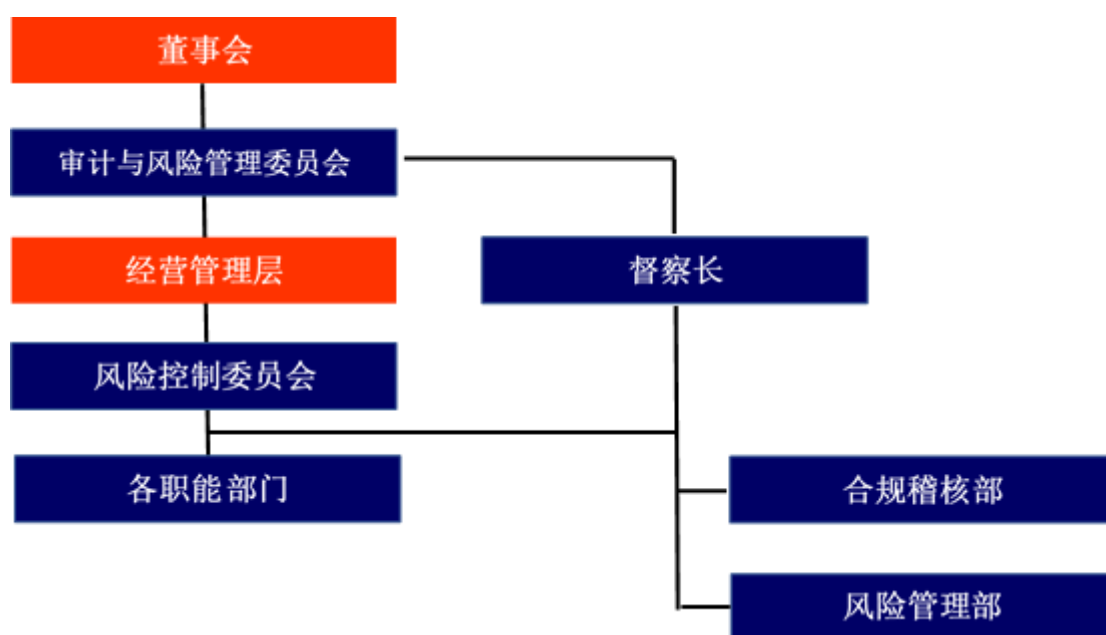 董事会
审计与风险管理委员会
经营管理层
督察长
风险控制委员会
各职能部门
合规稽核部
风险管理部